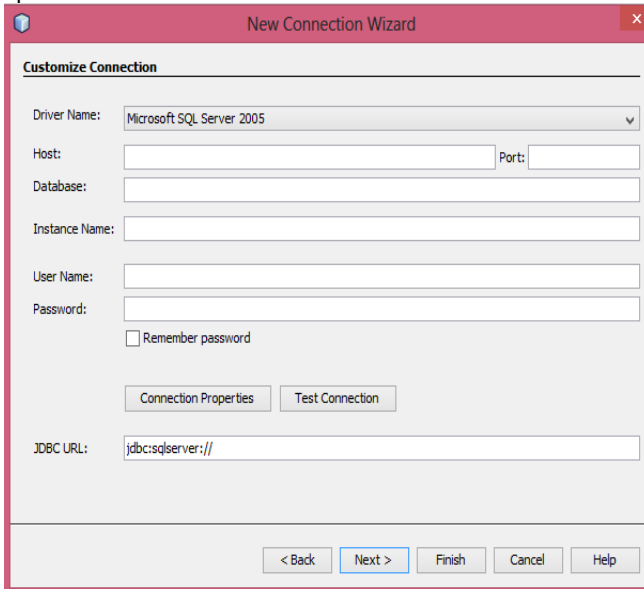 New Connection Wizard
x
Customize Connection
Driver Name: Microsoft SQL Server 2005
Host: Port:
Database:
Instance Name:
User Name:
Password:
Remember password
Connection Properties Test Connection
JDBC URL: jdbc:sqlserver://
< Back Next > Finish Cancel Help